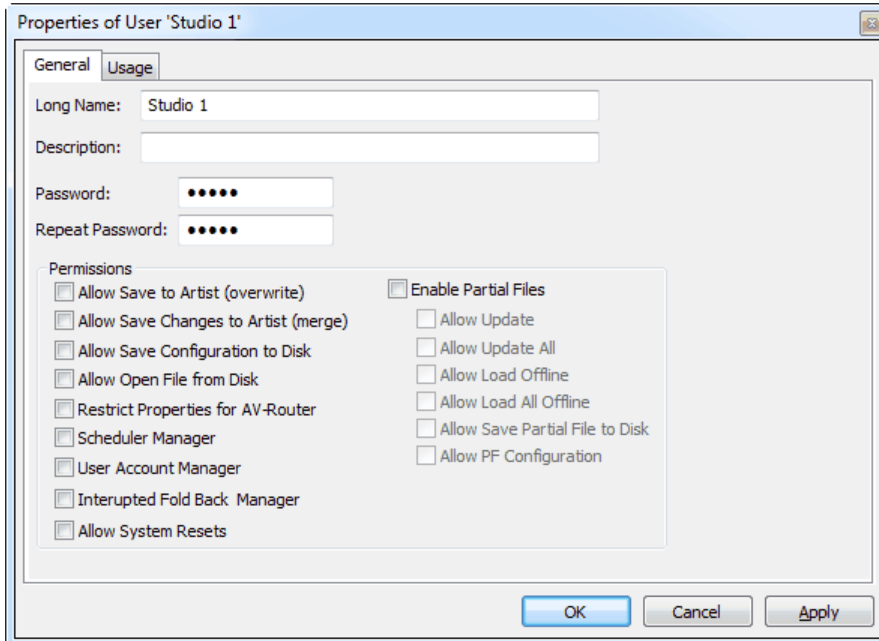 Properties of User 'Studio 1'
General Usage
Long Name: Studio 1
Description:
Password: •••••
Repeat Password: •••••
Permissions
Allow Save to Artist (overwrite)
Allow Save Changes to Artist (merge)
Allow Save Configuration to Disk
Allow Open File from Disk
Restrict Properties for AV-Router
Scheduler Manager
User Account Manager
Interupted Fold Back Manager
Allow System Resets
Enable Partial Files
Allow Update
Allow Update All
Allow Load Offline
Allow Load All Offline
Allow Save Partial File to Disk
Allow PF Configuration
OK Cancel Apply